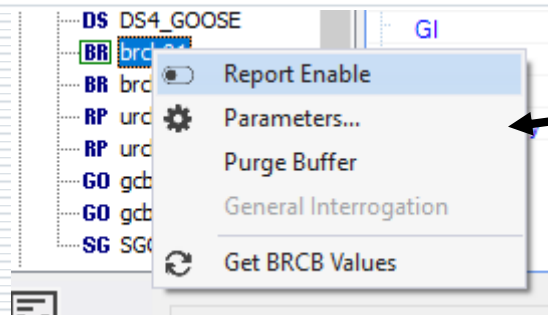 DS DS4_GOOSE
GI
BR
BR
RP
RP
GO
GO
SG
Report Enable
Parameters...
Purge Buffer
General Interrogation
Get BRCB Values